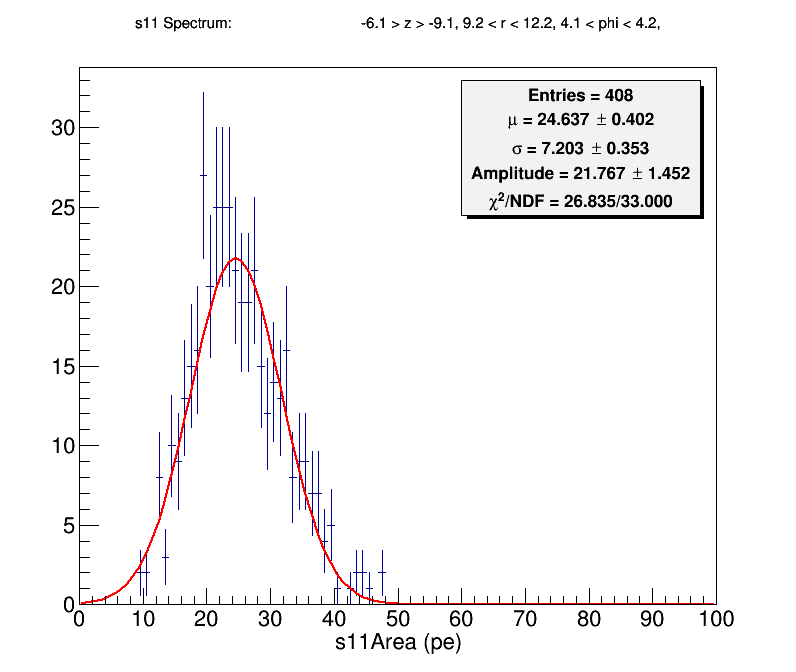 s11 Spectrum: -6.1 > z > -9.1, 9.2 < r < 12.2, 4.1 < phi < 4.2,
Entries = 408
μ = 24.637 ± 0.402
σ = 7.203 ± 0.353
Amplitude = 21.767 ± 1.452
χ²/NDF = 26.835/33.000
30
25
20
15
10
5
0
0 10 20 30 40 50 60 70 80 90 100
s11Area (pe)